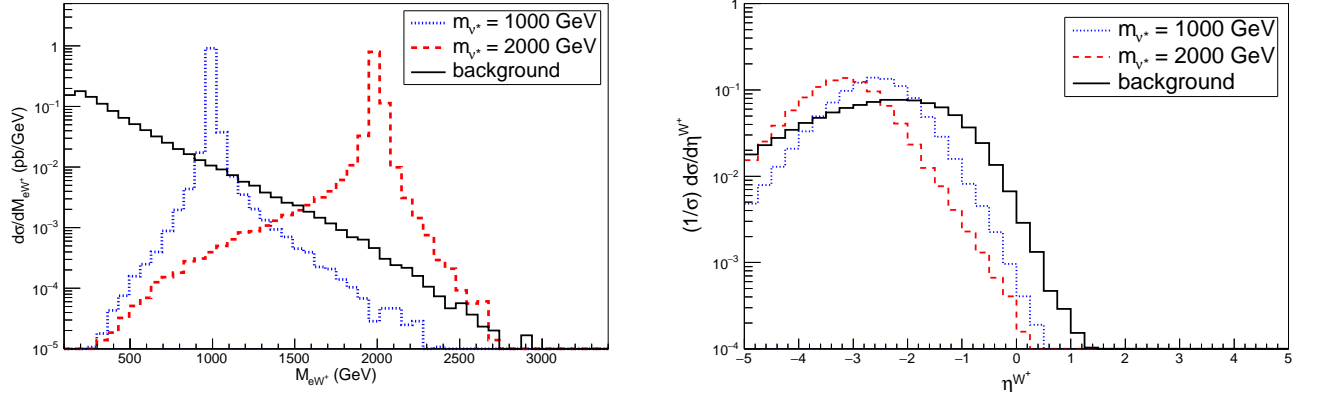 m_ν* = 1000 GeV
m_ν* = 2000 GeV
background
dσ/dM_eW⁺ (pb/GeV)
1
10⁻¹
10⁻²
10⁻³
10⁻⁴
10⁻⁵
500 1000 1500 2000 2500 3000
M_eW⁺ (GeV)
m_ν* = 1000 GeV
m_ν* = 2000 GeV
background
(1/σ) dσ/dη^W⁺
1
10⁻¹
10⁻²
10⁻³
10⁻⁴
−5 −4 −3 −2 −1 0 1 2 3 4 5
η^W⁺